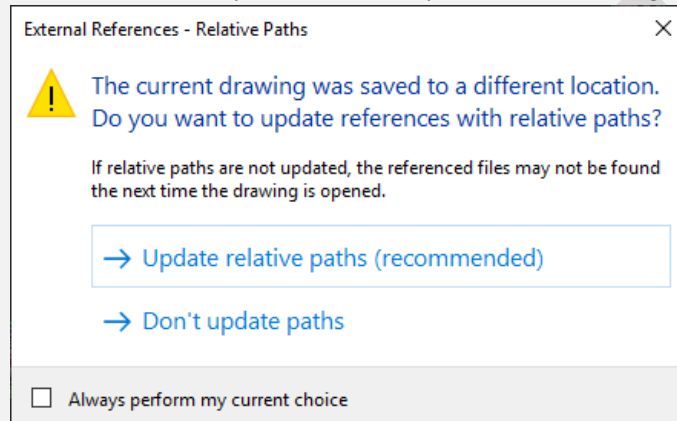 External References - Relative Paths
The current drawing was saved to a different location.
Do you want to update references with relative paths?
If relative paths are not updated, the referenced files may not be found
the next time the drawing is opened.
Update relative paths (recommended)
Don't update paths
Always perform my current choice